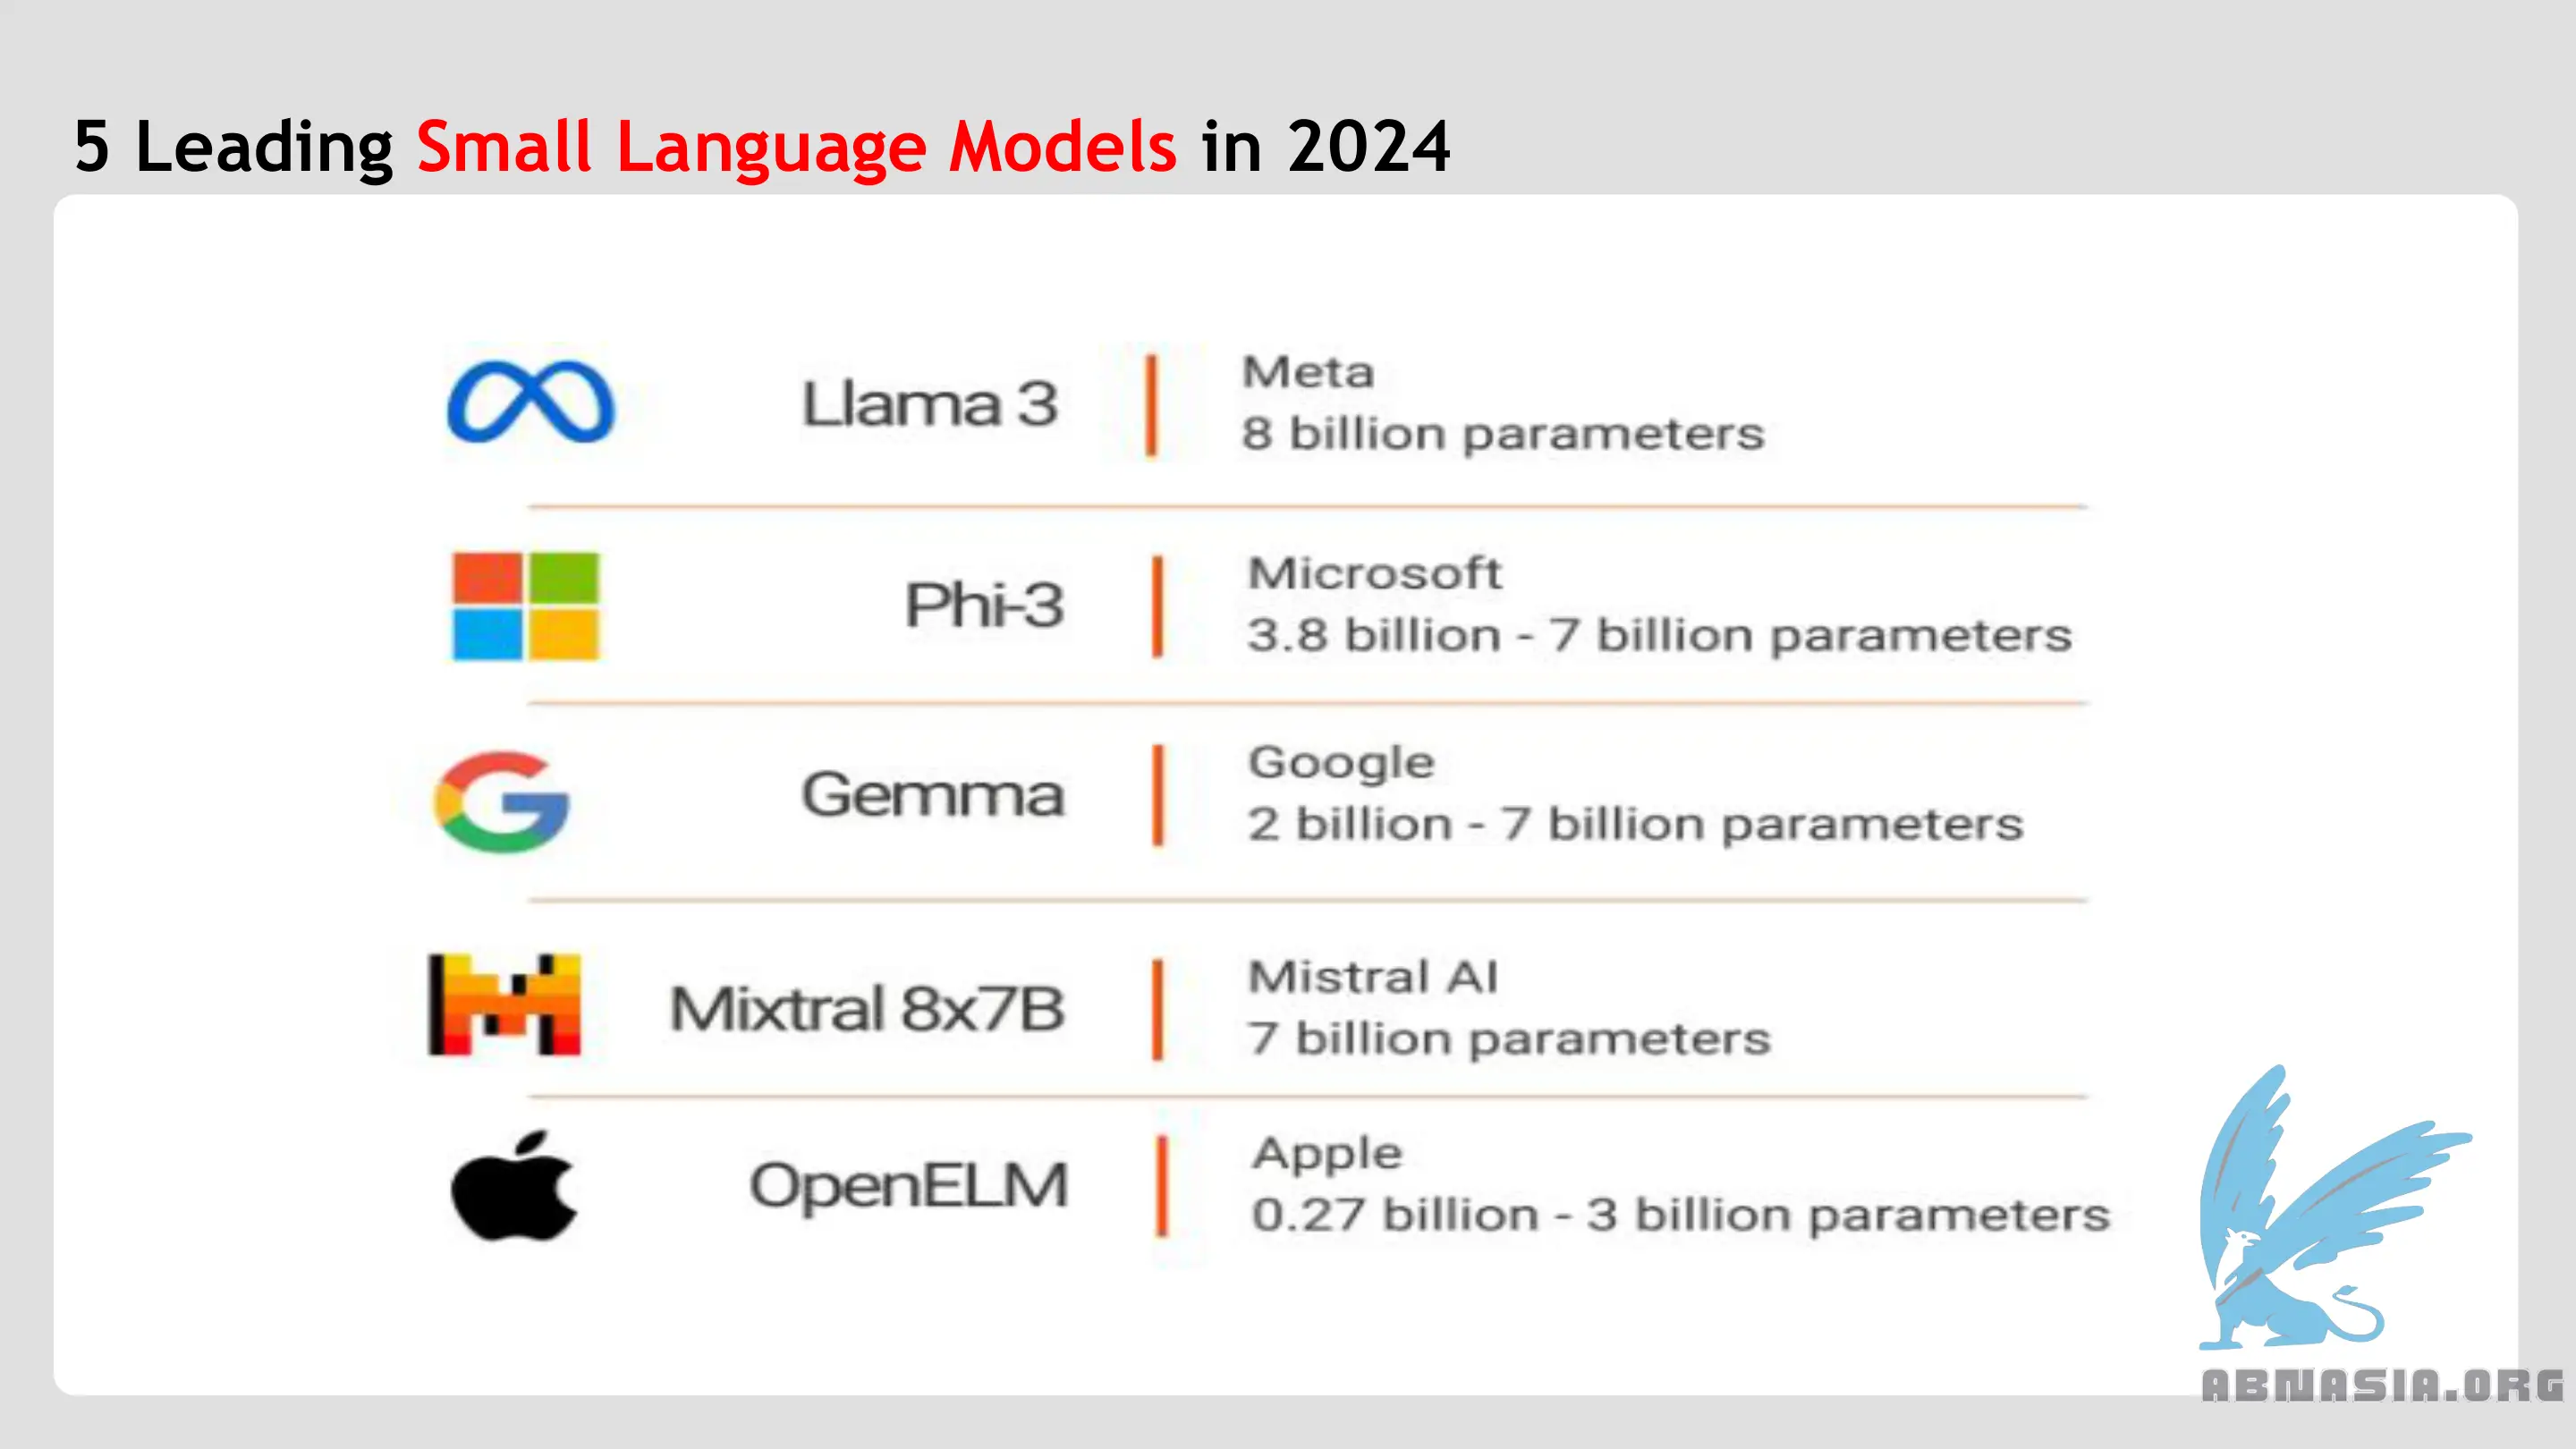 5 Leading Small Language Models in 2024
Llama 3
Meta
8 billion parameters
Phi-3
Microsoft
3.8 billion - 7 billion parameters
Gemma
Google
2 billion - 7 billion parameters
Mixtral 8x7B
Mistral AI
7 billion parameters
OpenELM
Apple
0.27 billion - 3 billion parameters
ABNASIA.ORG